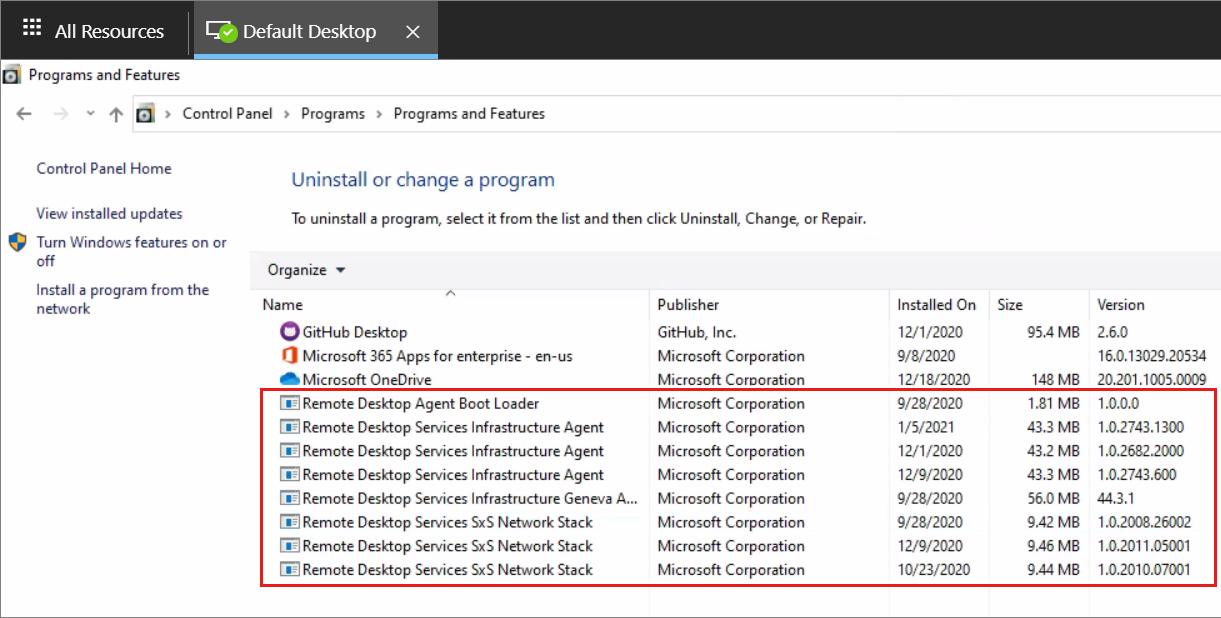 All Resources
Default Desktop
Programs and Features
Control Panel > Programs > Programs and Features
Control Panel Home
View installed updates
Turn Windows features on or
off
Install a program from the
network
Uninstall or change a program
To uninstall a program, select it from the list and then click Uninstall, Change, or Repair.
Organize
Name Publisher Installed On Size Version
GitHub Desktop GitHub, Inc. 12/1/2020 95.4 MB 2.6.0
Microsoft 365 Apps for enterprise - en-us Microsoft Corporation 9/8/2020 16.0.13029.20534
Microsoft OneDrive Microsoft Corporation 12/18/2020 148 MB 20.201.1005.0009
Remote Desktop Agent Boot Loader Microsoft Corporation 9/28/2020 1.81 MB 1.0.0.0
Remote Desktop Services Infrastructure Agent Microsoft Corporation 1/5/2021 43.3 MB 1.0.2743.1300
Remote Desktop Services Infrastructure Agent Microsoft Corporation 12/1/2020 43.2 MB 1.0.2682.2000
Remote Desktop Services Infrastructure Agent Microsoft Corporation 12/9/2020 43.3 MB 1.0.2743.600
Remote Desktop Services Infrastructure Geneva A... Microsoft Corporation 9/28/2020 56.0 MB 44.3.1
Remote Desktop Services SxS Network Stack Microsoft Corporation 9/28/2020 9.42 MB 1.0.2008.26002
Remote Desktop Services SxS Network Stack Microsoft Corporation 12/9/2020 9.46 MB 1.0.2011.05001
Remote Desktop Services SxS Network Stack Microsoft Corporation 10/23/2020 9.44 MB 1.0.2010.07001